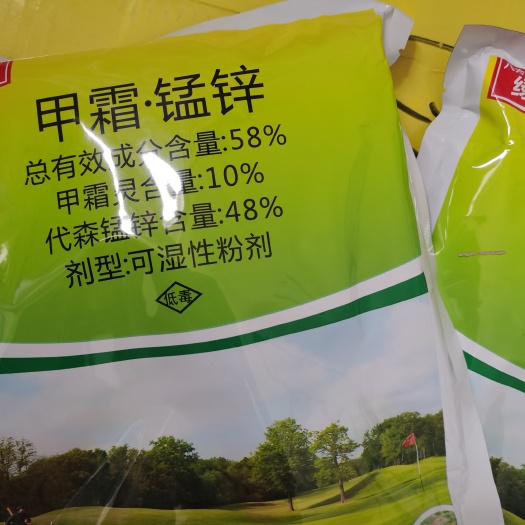 甲霜·锰锌
总有效成分含量:58%
甲霜灵含量:10%
代森锰锌含量:48%
剂型:可湿性粉剂
低毒